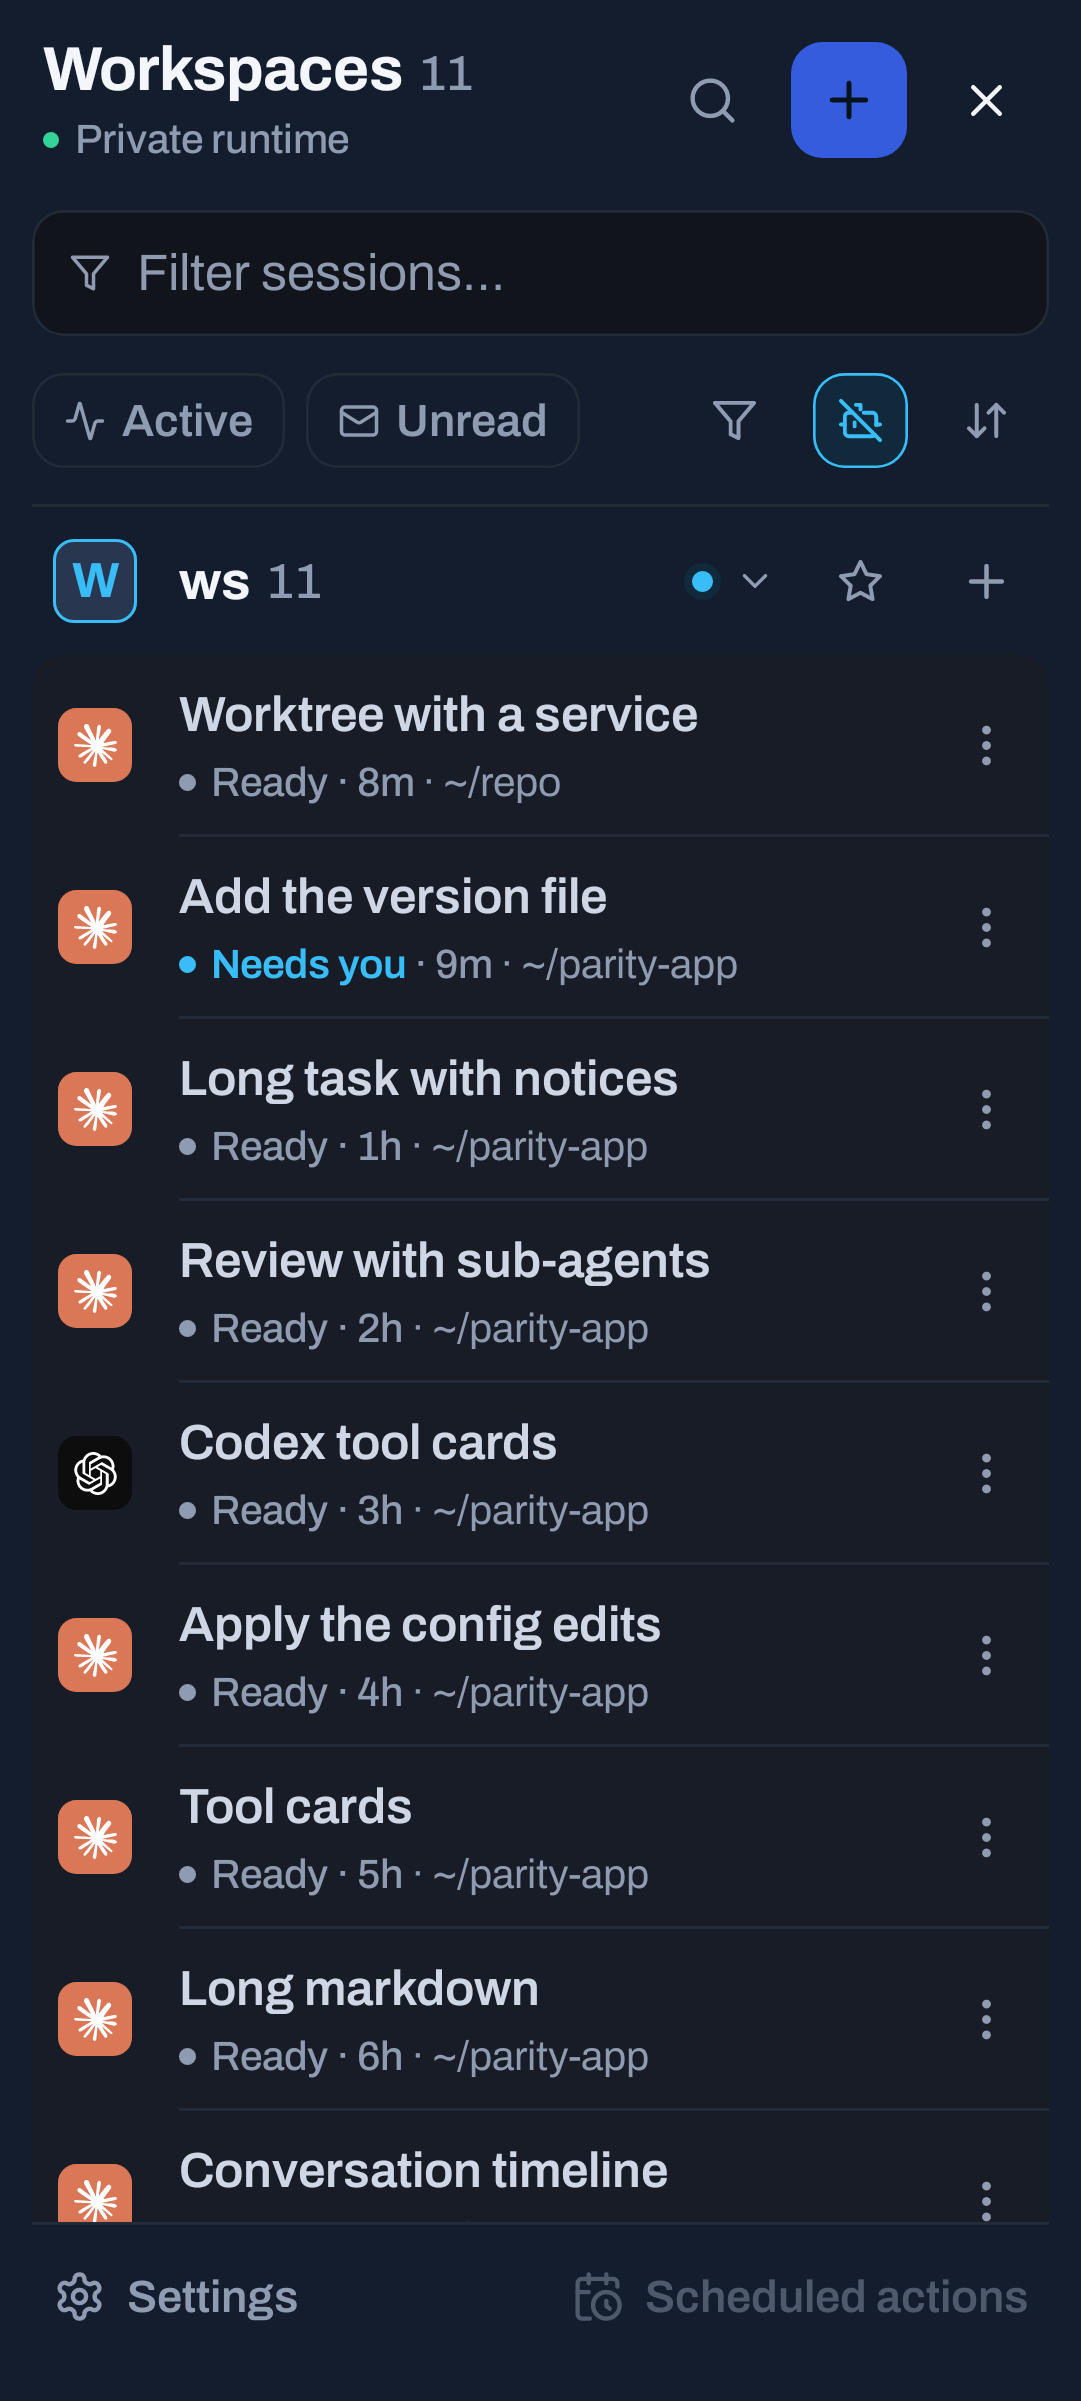 Workspaces 11
Private runtime
Filter sessions...
Active
Unread
W
ws 11
Worktree with a service
Ready · 8m · ~/repo
Add the version file
Needs you · 9m · ~/parity-app
Long task with notices
Ready · 1h · ~/parity-app
Review with sub-agents
Ready · 2h · ~/parity-app
Codex tool cards
Ready · 3h · ~/parity-app
Apply the config edits
Ready · 4h · ~/parity-app
Tool cards
Ready · 5h · ~/parity-app
Long markdown
Ready · 6h · ~/parity-app
Conversation timeline
Settings
Scheduled actions